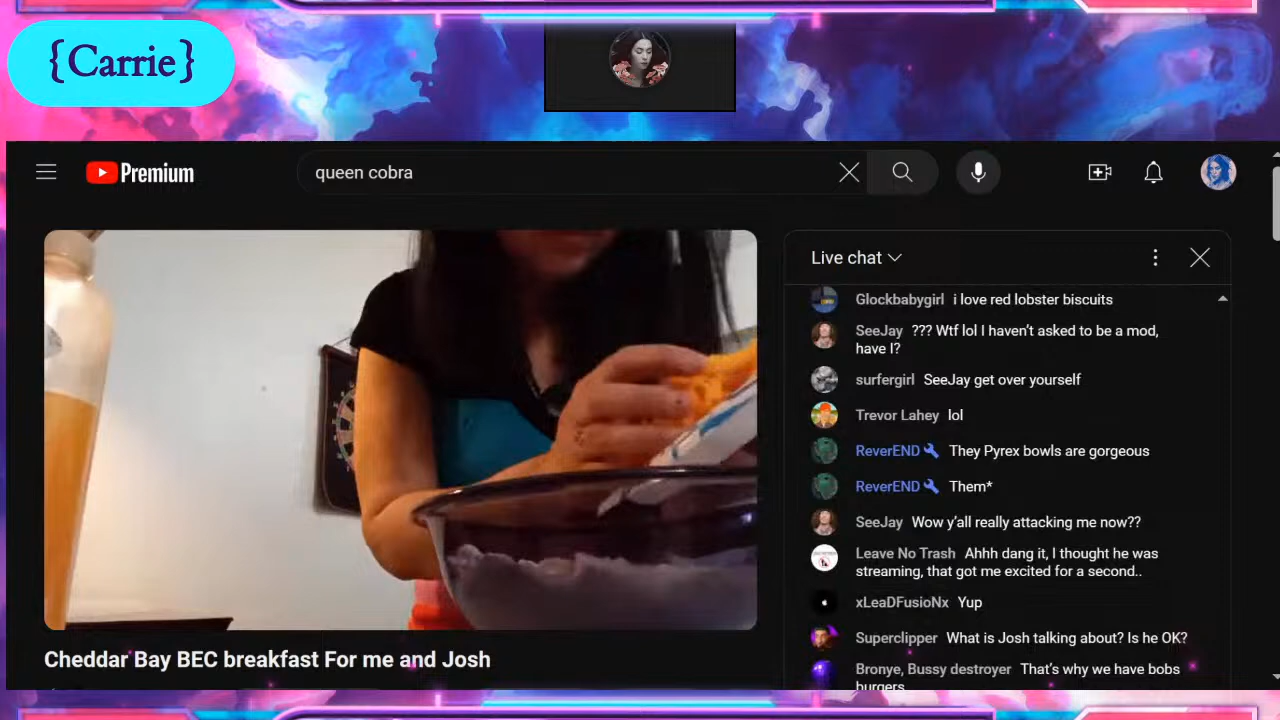 {Carrie}
Premium
queen cobra
Live chat
Glockbabygirl i love red lobster biscuits
SeeJay ??? Wtf lol I haven't asked to be a mod,
have I?
surfergirl SeeJay get over yourself
Trevor Lahey lol
ReverEND They Pyrex bowls are gorgeous
ReverEND Them*
SeeJay Wow y'all really attacking me now??
Leave No Trash Ahhh dang it, I thought he was
streaming, that got me excited for a second..
xLeaDFusioNx Yup
Superclipper What is Josh talking about? Is he OK?
Bronye, Bussy destroyer That's why we have bobs
burgers
Cheddar Bay BEC breakfast For me and Josh